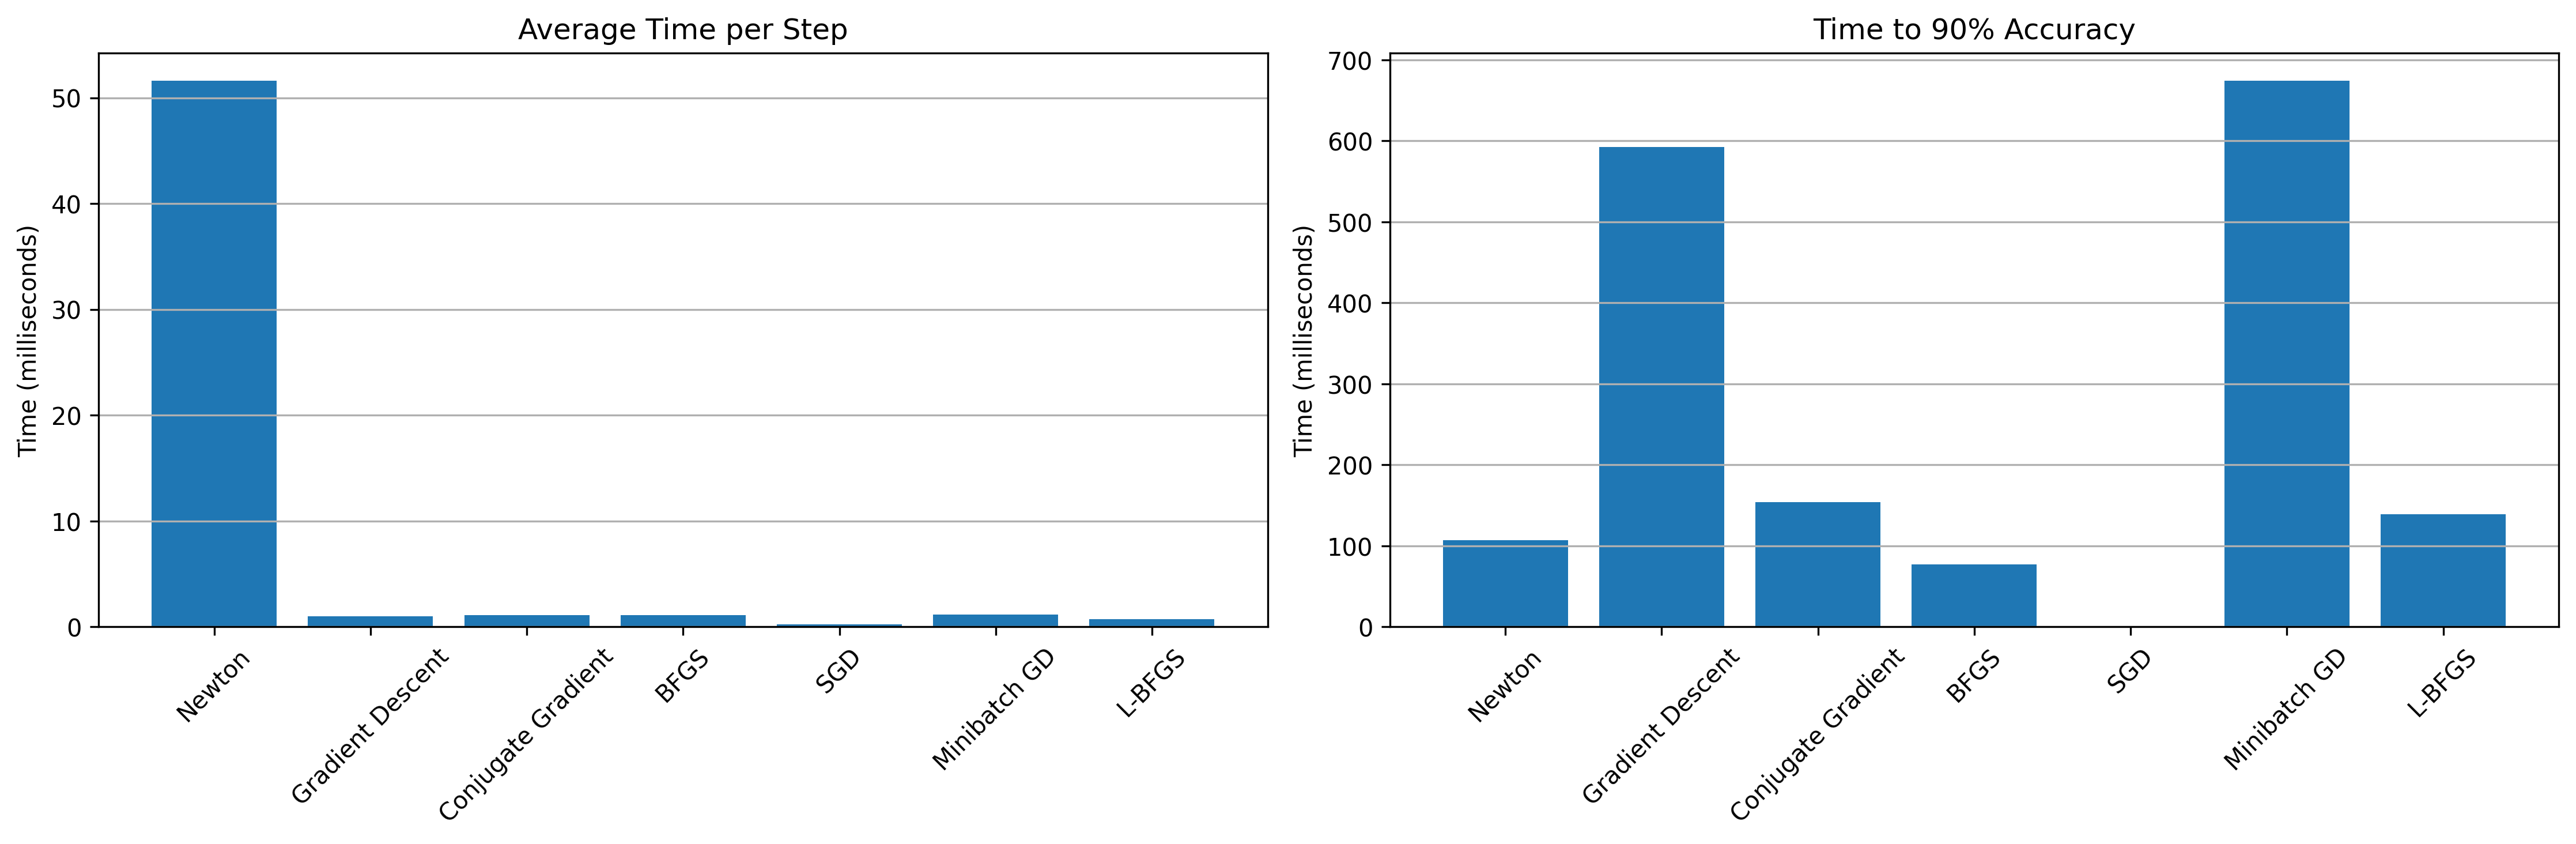 Average Time per Step
Time (milliseconds)
50
40
30
20
10
0
Newton
Gradient Descent
Conjugate Gradient
BFGS
SGD
Minibatch GD
L-BFGS
Time to 90% Accuracy
Time (milliseconds)
700
600
500
400
300
200
100
0
Newton
Gradient Descent
Conjugate Gradient
BFGS
SGD
Minibatch GD
L-BFGS